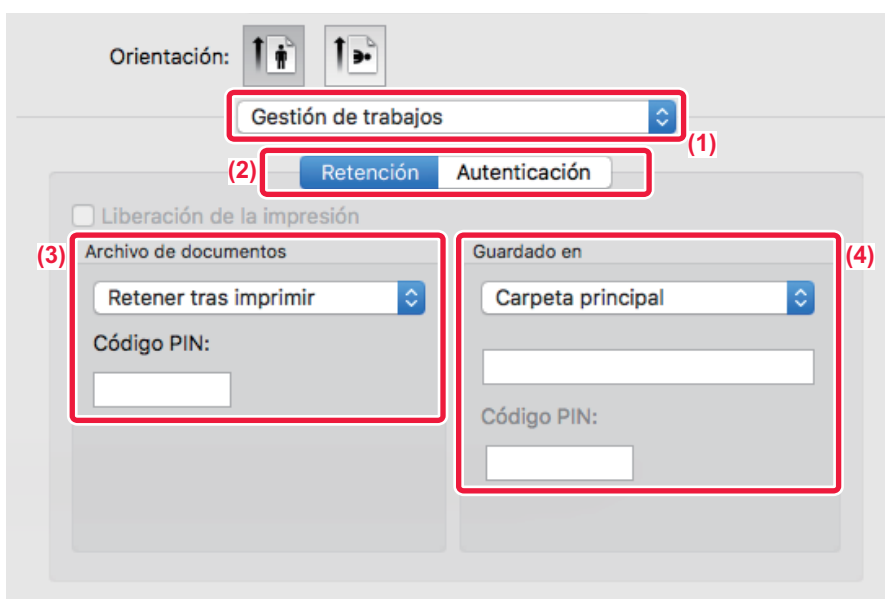 Orientación:
Gestión de trabajos
(1)
(2)
Retención Autenticación
Liberación de la impresión
(3)
Archivo de documentos
Retener tras imprimir
Código PIN:
Guardado en
(4)
Carpeta principal
Código PIN: